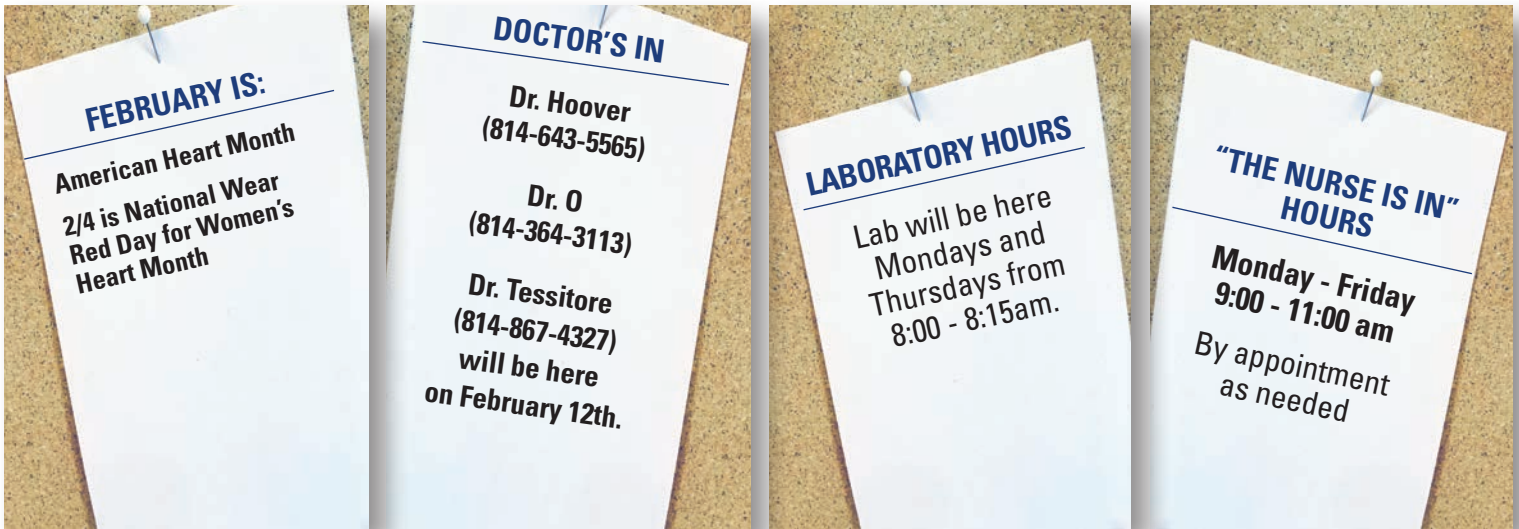 FEBRUARY IS:
American Heart Month
2/4 is National Wear
Red Day for Women's
Heart Month
DOCTOR'S IN
Dr. Hoover
(814-643-5565)
Dr. O
(814-364-3113)
Dr. Tessitore
(814-867-4327)
will be here
on February 12th.
LABORATORY HOURS
Lab will be here
Mondays and
Thursdays from
8:00 - 8:15am.
"THE NURSE IS IN"
HOURS
Monday - Friday
9:00 - 11:00 am
By appointment
as needed